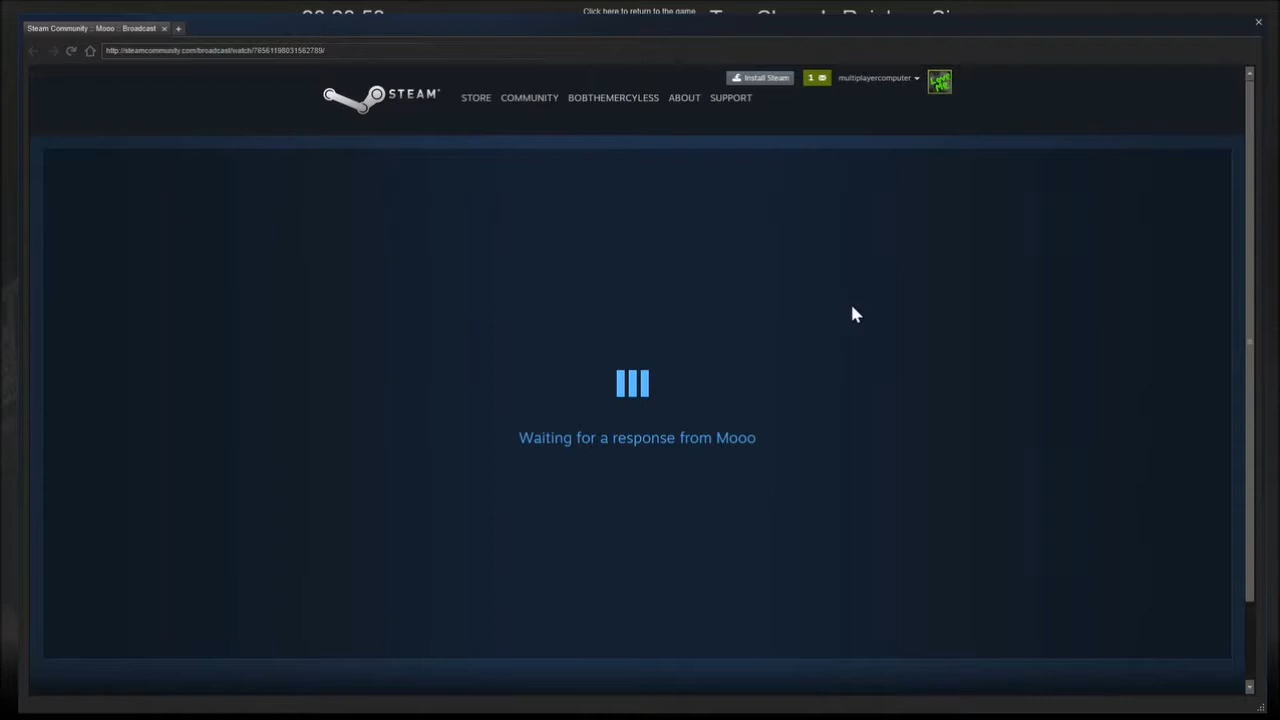 Click here to return to the game
Steam Community :: Mooo :: Broadcast
http://steamcommunity.com/broadcast/watch/76561198031562789/
Install Steam
1
multiplayercomputer
STEAM
STORE
COMMUNITY
BOBTHEMERCYLESS
ABOUT
SUPPORT
Waiting for a response from Mooo